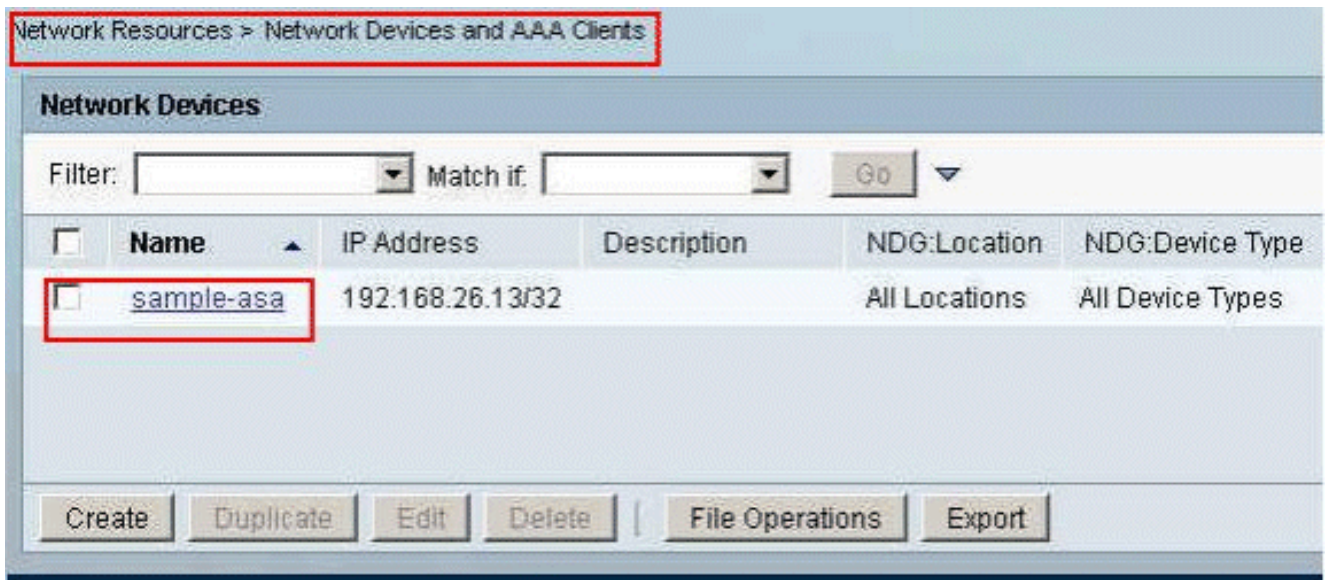 Network Resources > Network Devices and AAA Clients
Network Devices
Filter: Match if: Go
Name IP Address Description NDG:Location NDG:Device Type
sample-asa 192.168.26.13/32 All Locations All Device Types
Create Duplicate Edit Delete | File Operations Export